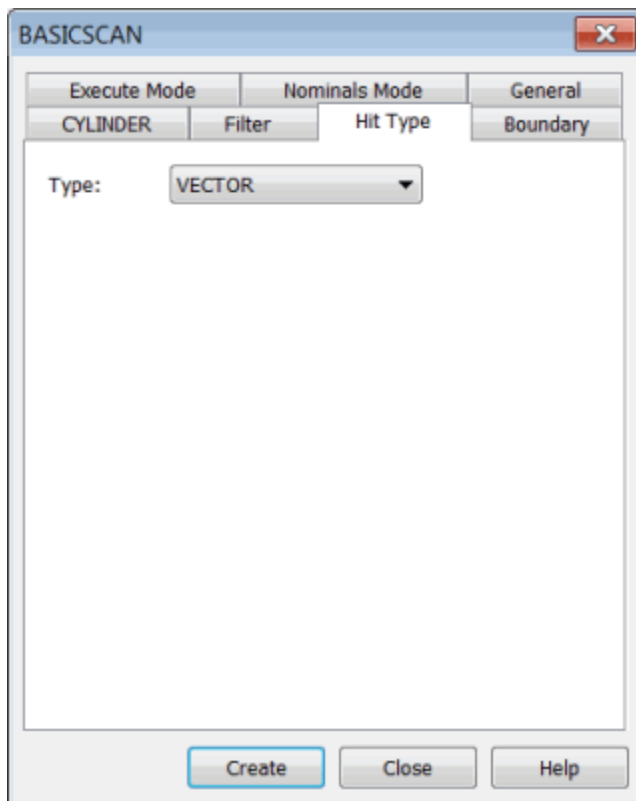 BASICSCAN
Execute Mode Nominals Mode General
CYLINDER Filter Hit Type Boundary
Type: VECTOR
Create Close Help